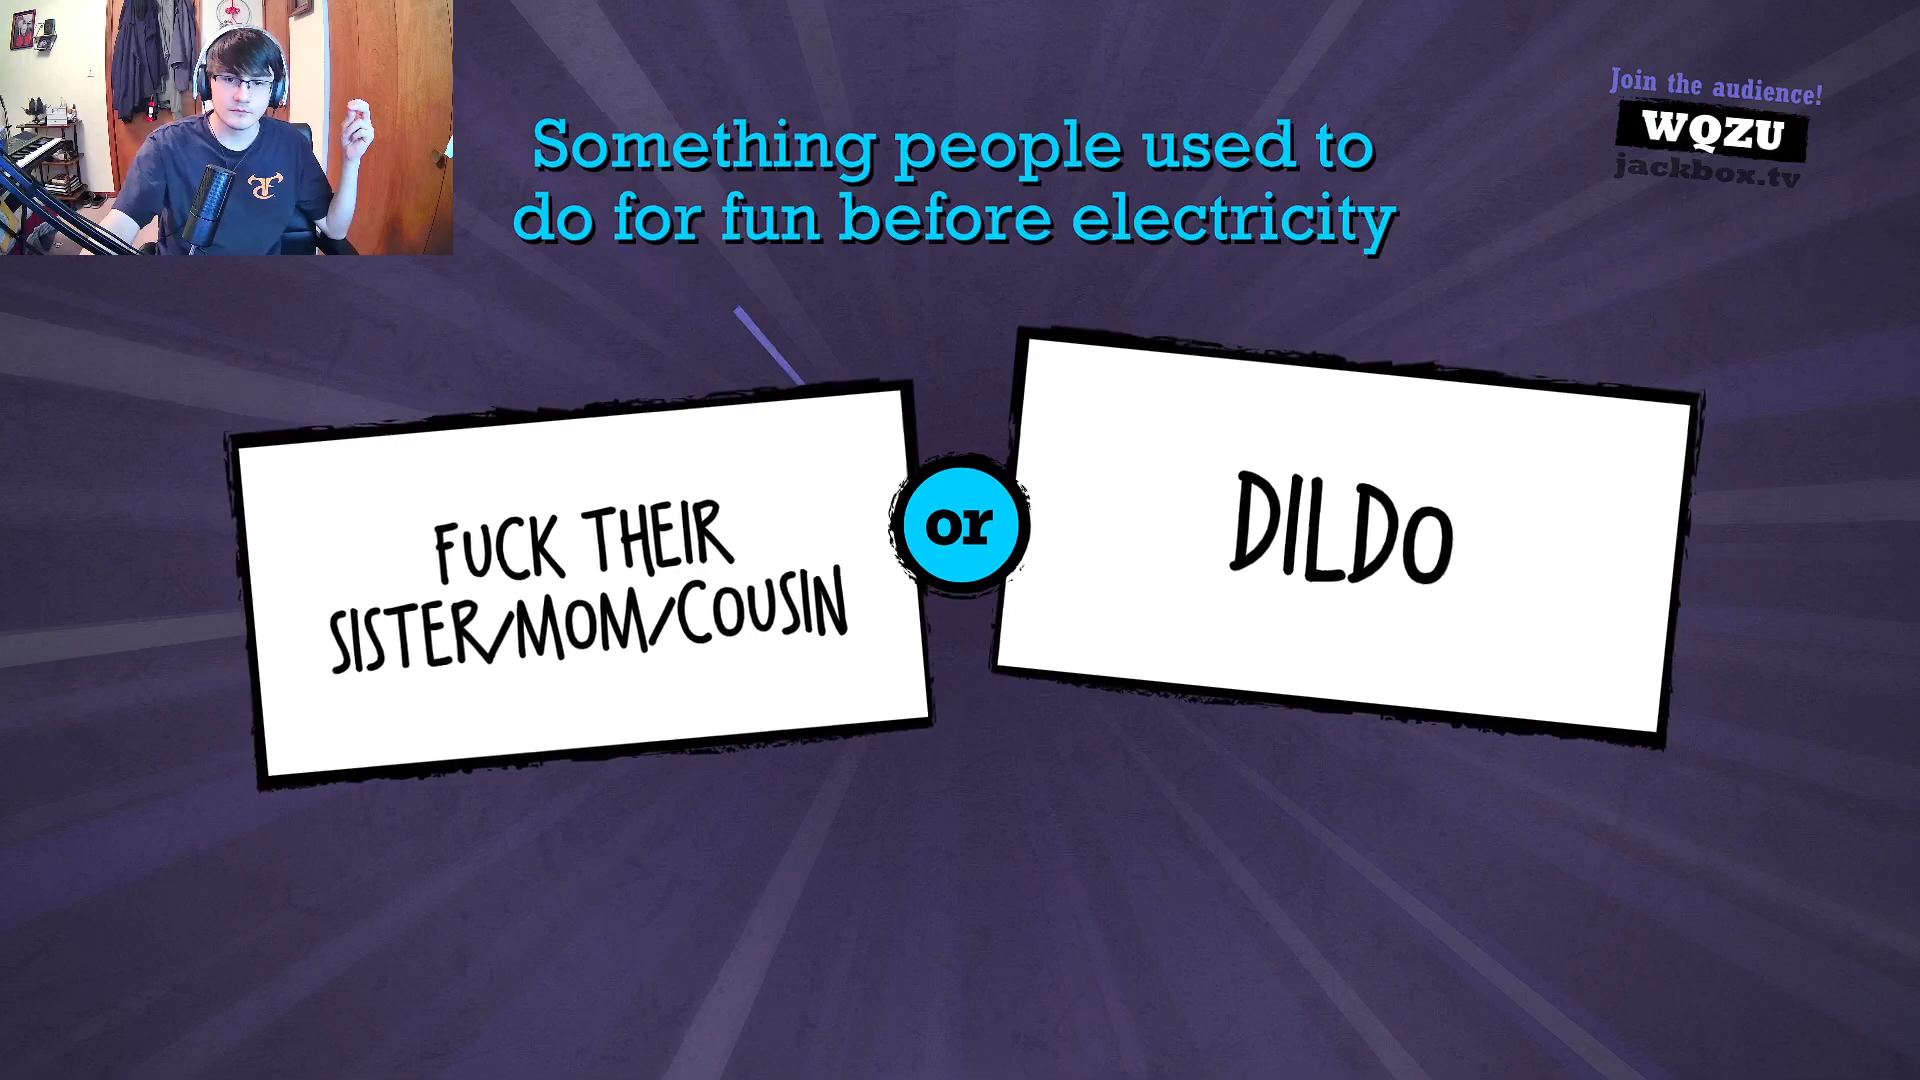 Something people used to
do for fun before electricity
Join the audience!
WQZU
jackbox.tv
FUCK THEIR
SISTER/MOM/COUSIN
or
DILDO